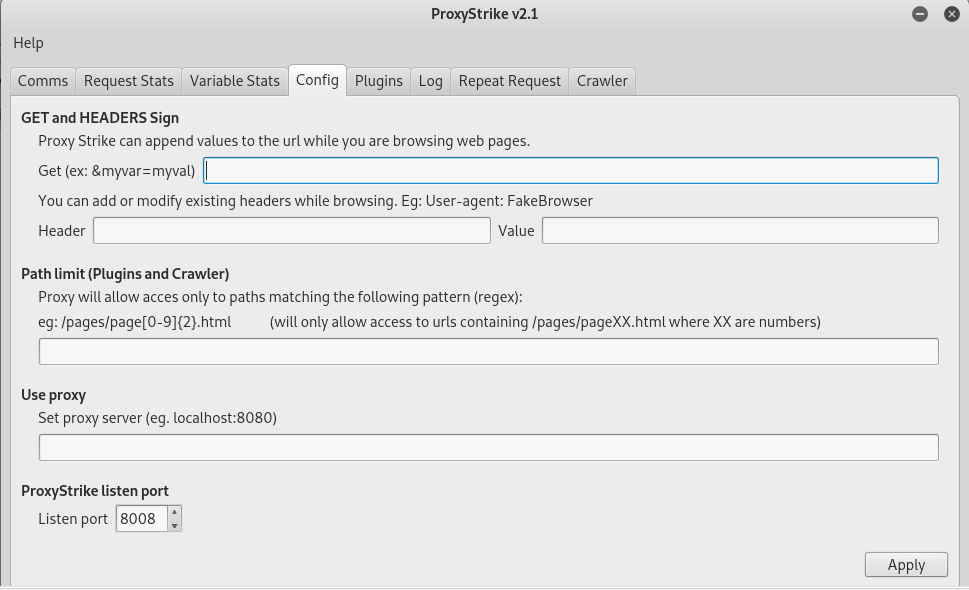 ProxyStrike v2.1
Help
Comms Request Stats Variable Stats Config Plugins Log Repeat Request Crawler
GET and HEADERS Sign
Proxy Strike can append values to the url while you are browsing web pages.
Get (ex: &myvar=myval)
You can add or modify existing headers while browsing. Eg: User-agent: FakeBrowser
Header Value
Path limit (Plugins and Crawler)
Proxy will allow acces only to paths matching the following pattern (regex):
eg: /pages/page[0-9]{2}.html (will only allow access to urls containing /pages/pageXX.html where XX are numbers)
Use proxy
Set proxy server (eg. localhost:8080)
ProxyStrike listen port
Listen port 8008
Apply